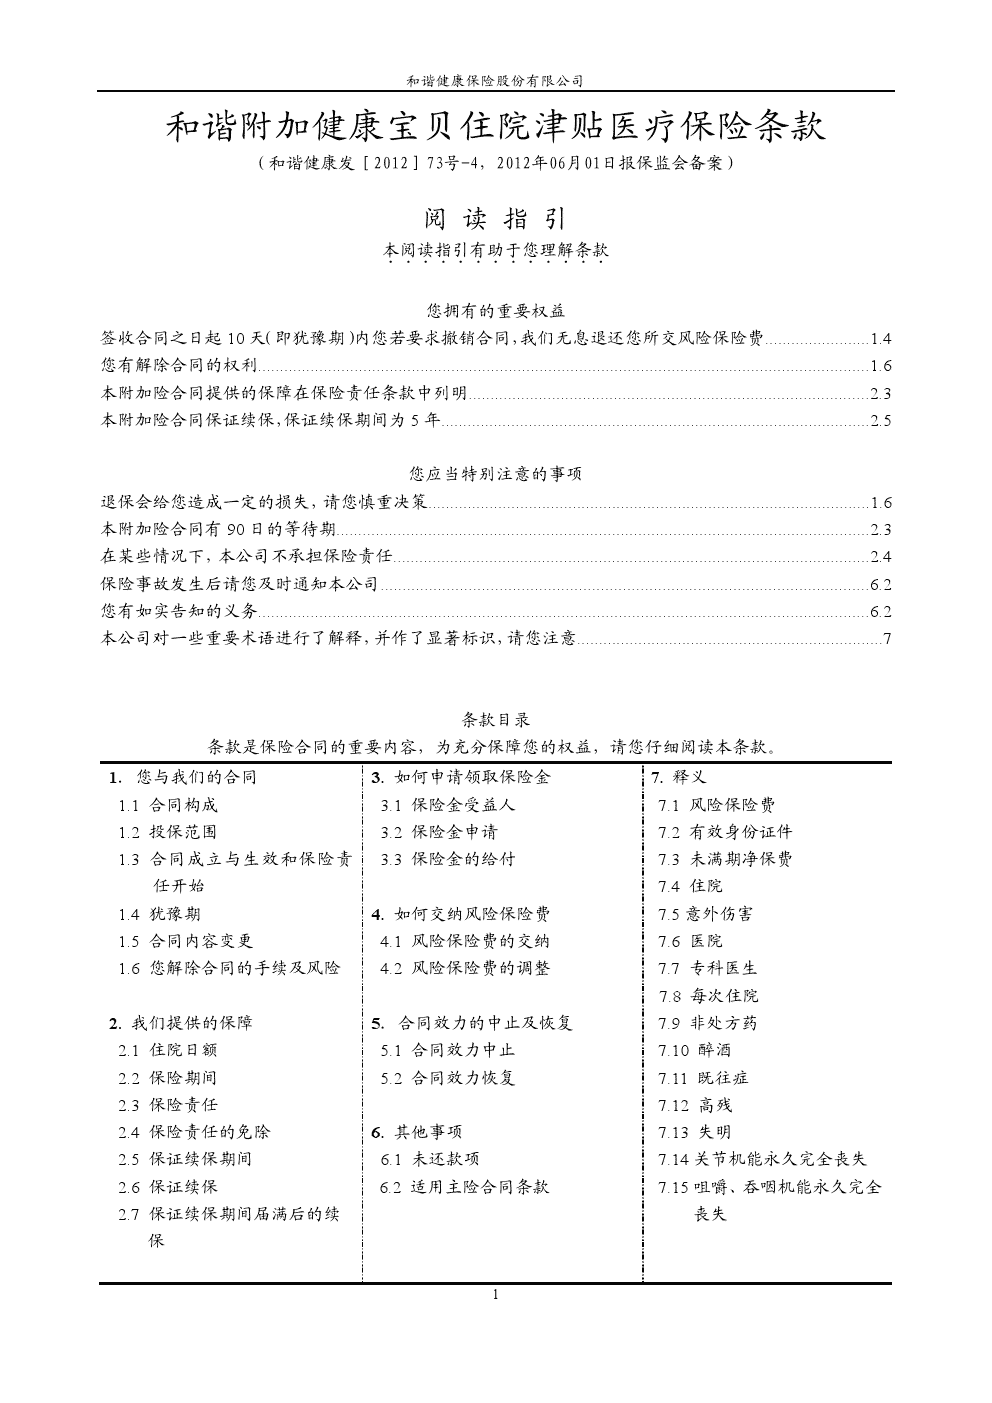 和谐健康保险股份有限公司
和谐附加健康宝贝住院津贴医疗保险条款
（和谐健康发［2012］73号-4，2012年06月01日报保监会备案）
阅 读 指 引
本阅读指引有助于您理解条款
您拥有的重要权益
签收合同之日起 10 天（即犹豫期）内您若要求撤销合同，我们无息退还您所交风险保险费........................1.4
您有解除合同的权利........................1.6
本附加险合同提供的保障在保险责任条款中列明........................2.3
本附加险合同保证续保，保证续保期间为 5 年........................2.5
您应当特别注意的事项
退保会给您造成一定的损失，请您慎重决策........................1.6
本附加险合同有 90 日的等待期........................2.3
在某些情况下，本公司不承担保险责任........................2.4
保险事故发生后请您及时通知本公司........................6.2
您有如实告知的义务........................6.2
本公司对一些重要术语进行了解释，并作了显著标识，请您注意........................7
条款目录
条款是保险合同的重要内容，为充分保障您的权益，请您仔细阅读本条款。
1. 您与我们的合同
1.1 合同构成
1.2 投保范围
1.3 合同成立与生效和保险责
任开始
1.4 犹豫期
1.5 合同内容变更
1.6 您解除合同的手续及风险
2. 我们提供的保障
2.1 住院日额
2.2 保险期间
2.3 保险责任
2.4 保险责任的免除
2.5 保证续保期间
2.6 保证续保
2.7 保证续保期间届满后的续
保
3. 如何申请领取保险金
3.1 保险金受益人
3.2 保险金申请
3.3 保险金的给付
4. 如何交纳风险保险费
4.1 风险保险费的交纳
4.2 风险保险费的调整
5. 合同效力的中止及恢复
5.1 合同效力中止
5.2 合同效力恢复
6. 其他事项
6.1 未还款项
6.2 适用主险合同条款
7. 释义
7.1 风险保险费
7.2 有效身份证件
7.3 未满期净保费
7.4 住院
7.5 意外伤害
7.6 医院
7.7 专科医生
7.8 每次住院
7.9 非处方药
7.10 醉酒
7.11 既往症
7.12 高残
7.13 失明
7.14 关节机能永久完全丧失
7.15 咀嚼、吞咽机能永久完全
丧失
1